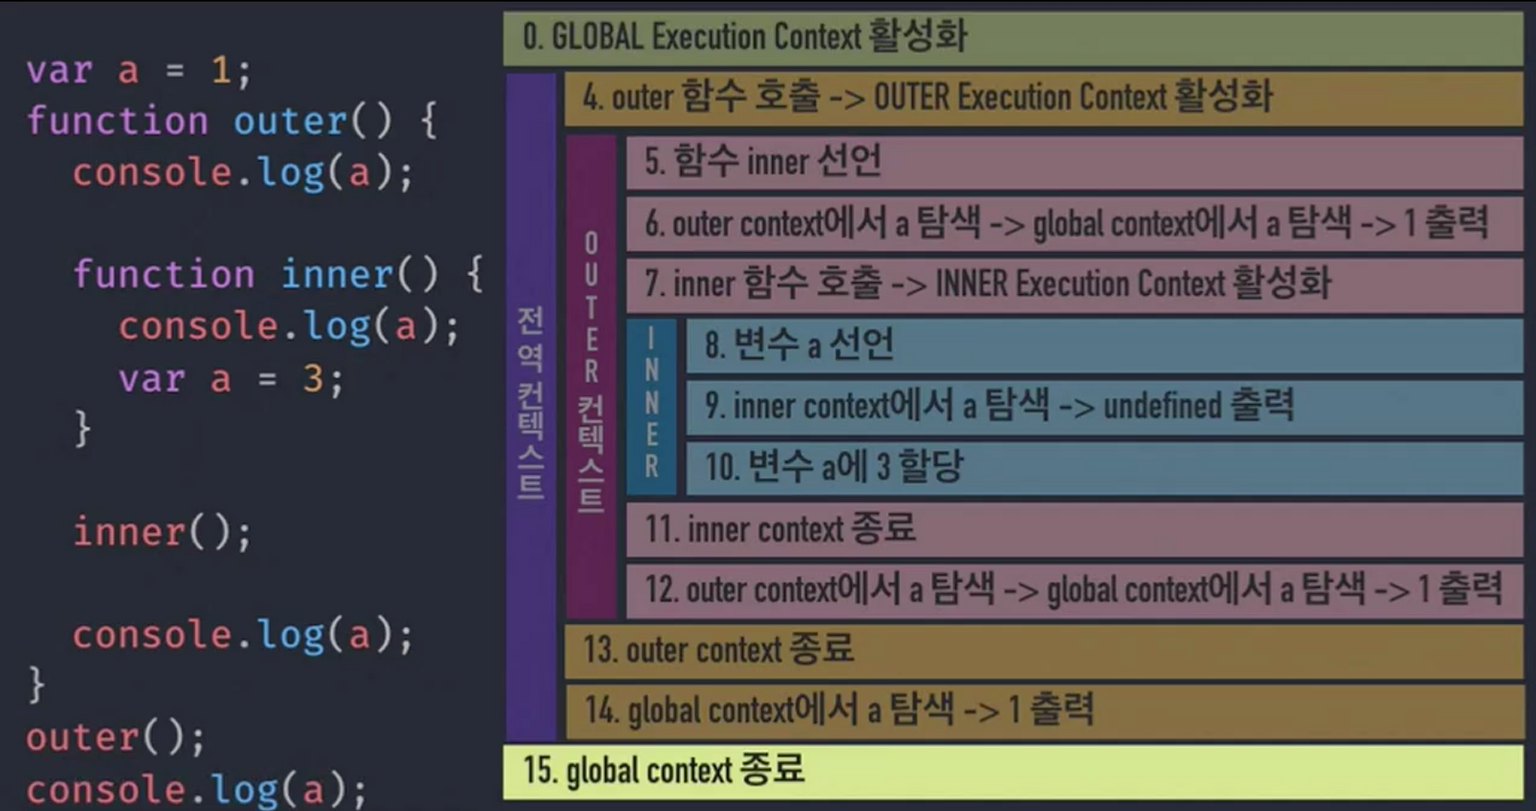 var a = 1;
function outer() {
console.log(a);
function inner() {
console.log(a);
var a = 3;
}
inner();
console.log(a);
}
outer();
console.log(a);
0. GLOBAL Execution Context 활성화
전역 컨텍스트
4. outer 함수 호출 -> OUTER Execution Context 활성화
OUTER 컨텍스트
5. 함수 inner 선언
6. outer context에서 a 탐색 -> global context에서 a 탐색 -> 1 출력
7. inner 함수 호출 -> INNER Execution Context 활성화
INNER
8. 변수 a 선언
9. inner context에서 a 탐색 -> undefined 출력
10. 변수 a에 3 할당
11. inner context 종료
12. outer context에서 a 탐색 -> global context에서 a 탐색 -> 1 출력
13. outer context 종료
14. global context에서 a 탐색 -> 1 출력
15. global context 종료